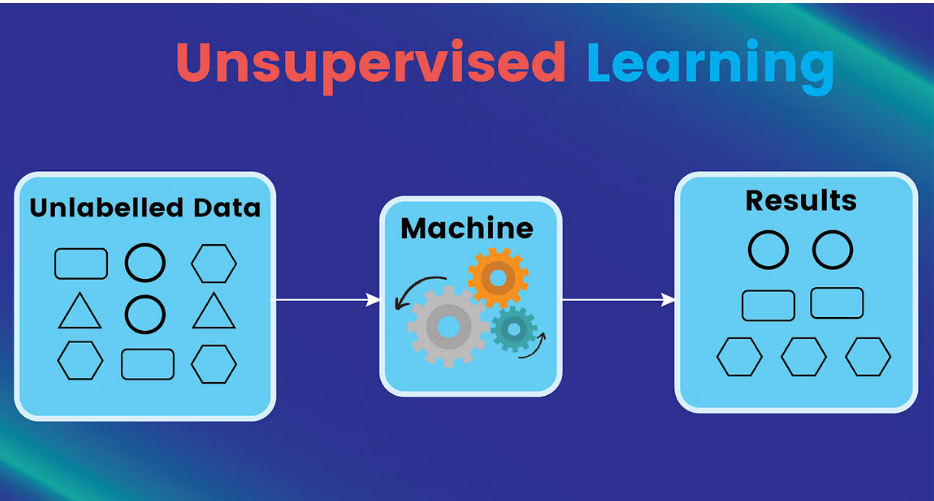 Unsupervised Learning
Unlabelled Data
Machine
Results